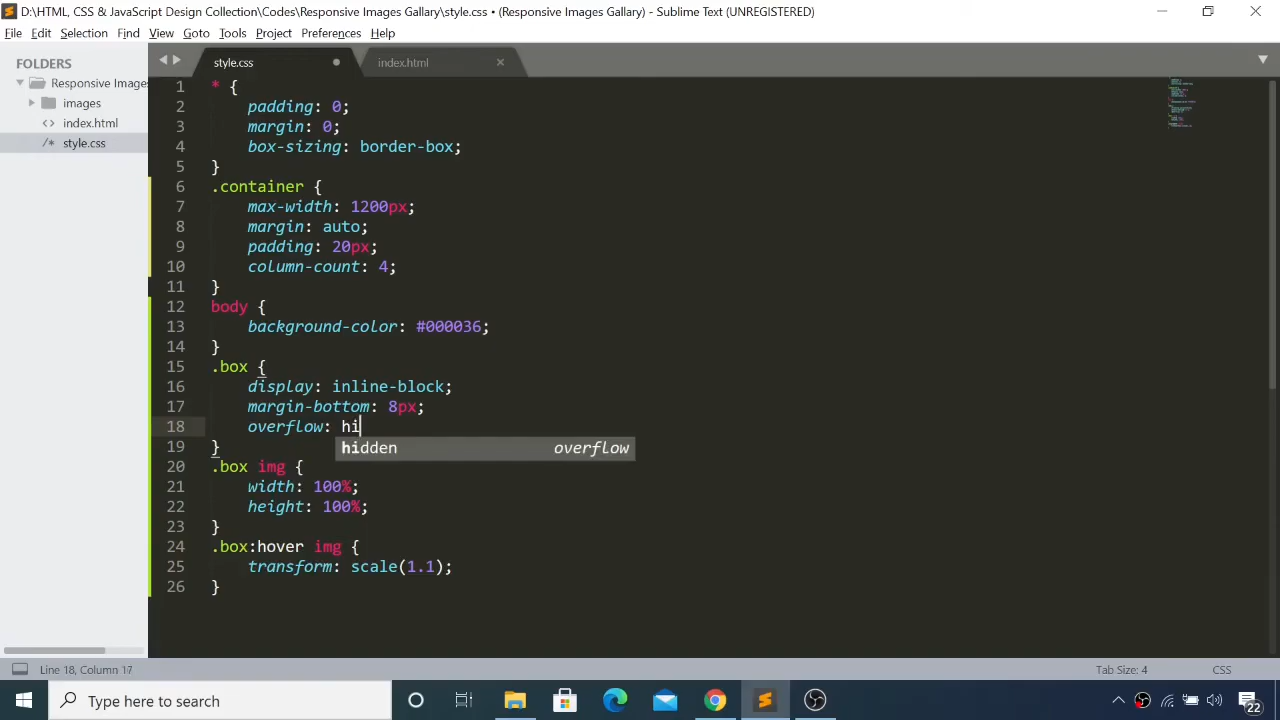 D:\HTML, CSS & JavaScript Design Collection\Codes\Responsive Images Gallary\style.css • (Responsive Images Gallary) - Sublime Text (UNREGISTERED)
File Edit Selection Find View Goto Tools Project Preferences Help
FOLDERS
Responsive Images
images
index.html
style.css
style.css index.html
1 * {
2 padding: 0;
3 margin: 0;
4 box-sizing: border-box;
5 }
6 .container {
7 max-width: 1200px;
8 margin: auto;
9 padding: 20px;
10 column-count: 4;
11 }
12 body {
13 background-color: #000036;
14 }
15 .box {
16 display: inline-block;
17 margin-bottom: 8px;
18 overflow: hi
hidden overflow
19 }
20 .box img {
21 width: 100%;
22 height: 100%;
23 }
24 .box:hover img {
25 transform: scale(1.1);
26 }
Line 18, Column 17 Tab Size: 4 CSS
Type here to search 22